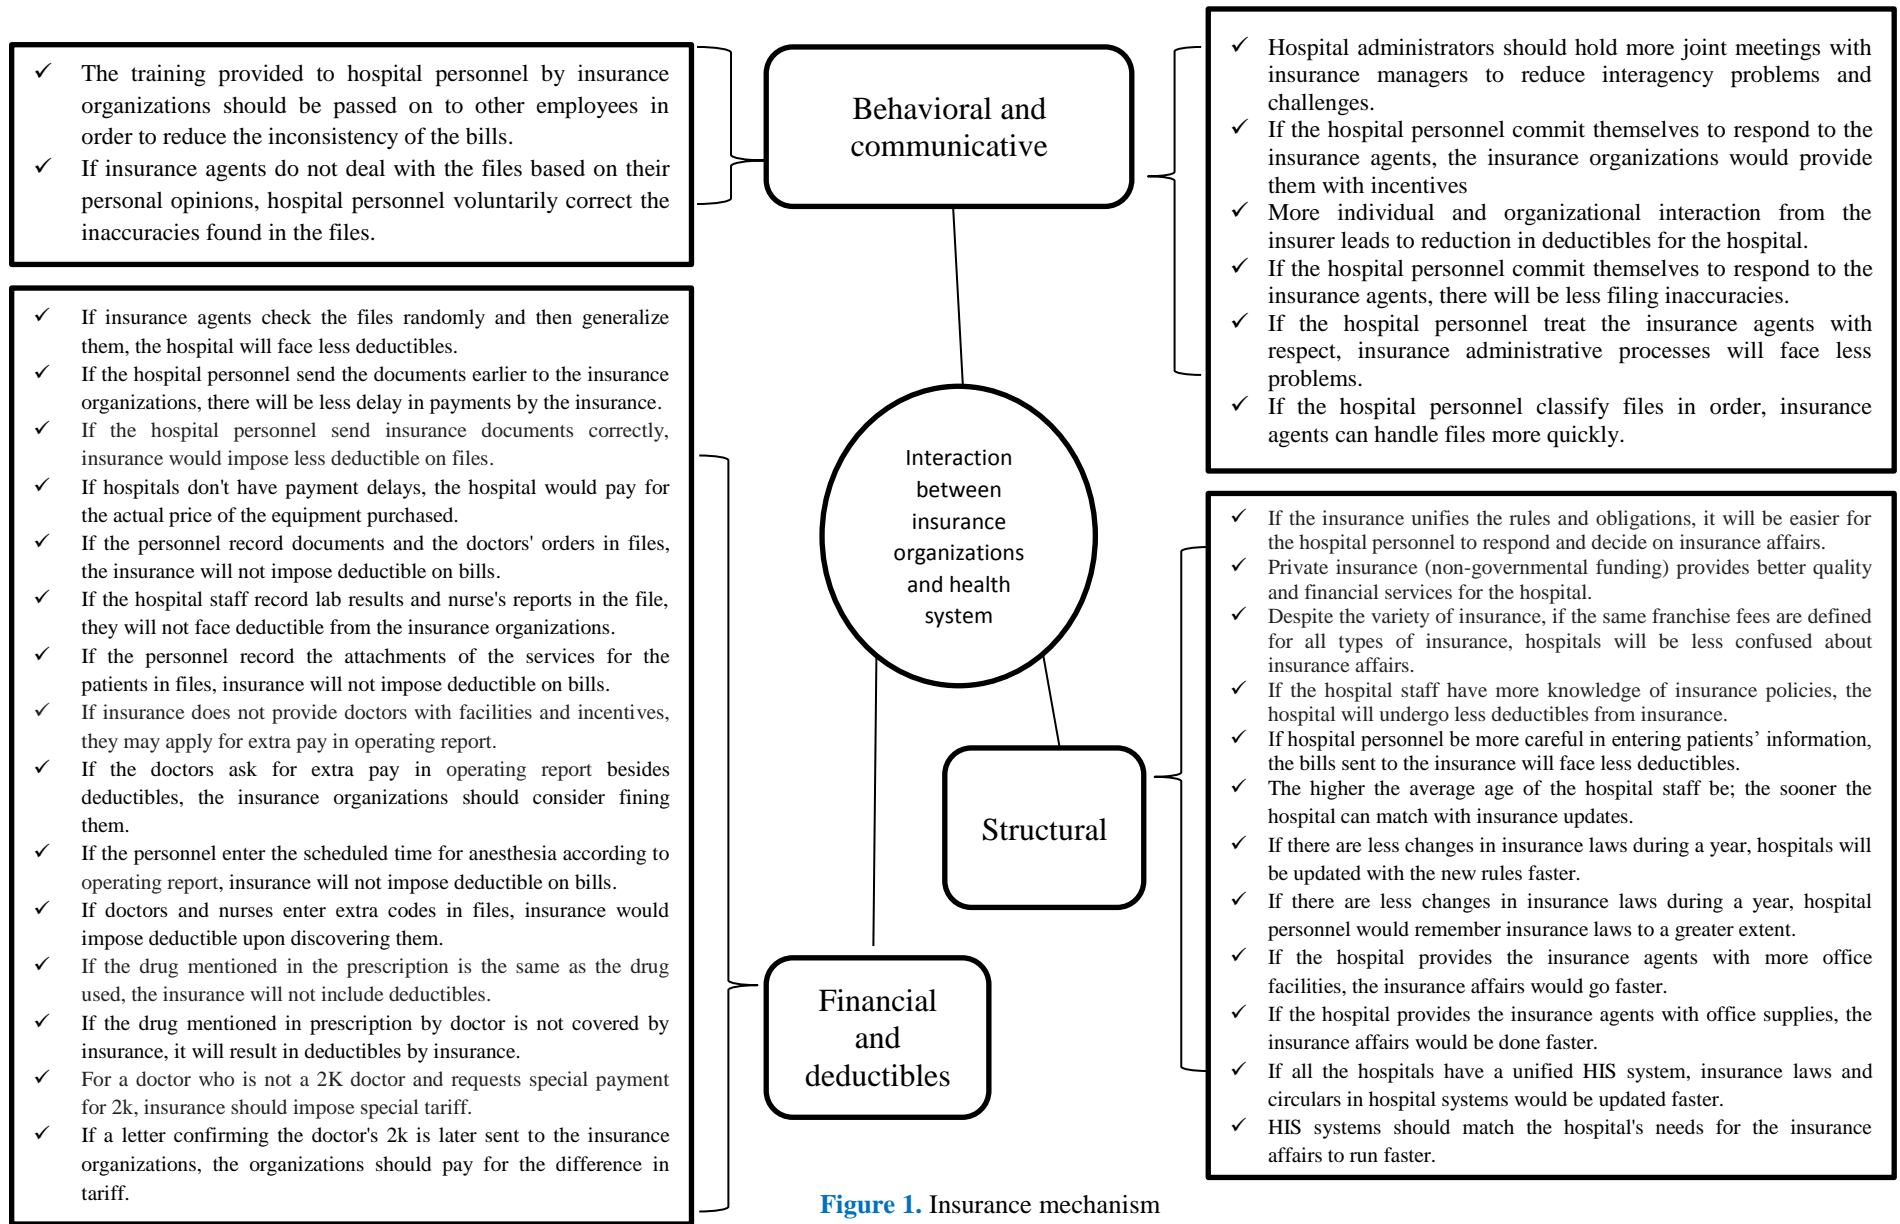 ✓ The training provided to hospital personnel by insurance
organizations should be passed on to other employees in
order to reduce the inconsistency of the bills.
✓ If insurance agents do not deal with the files based on their
personal opinions, hospital personnel voluntarily correct the
inaccuracies found in the files.
Behavioral and
communicative
✓ Hospital administrators should hold more joint meetings with
insurance managers to reduce interagency problems and
challenges.
✓ If the hospital personnel commit themselves to respond to the
insurance agents, the insurance organizations would provide
them with incentives
✓ More individual and organizational interaction from the
insurer leads to reduction in deductibles for the hospital.
✓ If the hospital personnel commit themselves to respond to the
insurance agents, there will be less filing inaccuracies.
✓ If the hospital personnel treat the insurance agents with
respect, insurance administrative processes will face less
problems.
✓ If the hospital personnel classify files in order, insurance
agents can handle files more quickly.
✓ If insurance agents check the files randomly and then generalize
them, the hospital will face less deductibles.
✓ If the hospital personnel send the documents earlier to the insurance
organizations, there will be less delay in payments by the insurance.
✓ If the hospital personnel send insurance documents correctly,
insurance would impose less deductible on files.
✓ If hospitals don't have payment delays, the hospital would pay for
the actual price of the equipment purchased.
✓ If the personnel record documents and the doctors' orders in files,
the insurance will not impose deductible on bills.
✓ If the hospital staff record lab results and nurse's reports in the file,
they will not face deductible from the insurance organizations.
✓ If the personnel record the attachments of the services for the
patients in files, insurance will not impose deductible on bills.
✓ If insurance does not provide doctors with facilities and incentives,
they may apply for extra pay in operating report.
✓ If the doctors ask for extra pay in operating report besides
deductibles, the insurance organizations should consider fining
them.
✓ If the personnel enter the scheduled time for anesthesia according to
operating report, insurance will not impose deductible on bills.
✓ If doctors and nurses enter extra codes in files, insurance would
impose deductible upon discovering them.
✓ If the drug mentioned in the prescription is the same as the drug
used, the insurance will not include deductibles.
✓ If the drug mentioned in prescription by doctor is not covered by
insurance, it will result in deductibles by insurance.
✓ For a doctor who is not a 2K doctor and requests special payment
for 2k, insurance should impose special tariff.
✓ If a letter confirming the doctor's 2k is later sent to the insurance
organizations, the organizations should pay for the difference in
tariff.
Interaction
between
insurance
organizations
and health
system
Structural
Financial
and
deductibles
✓ If the insurance unifies the rules and obligations, it will be easier for
the hospital personnel to respond and decide on insurance affairs.
✓ Private insurance (non-governmental funding) provides better quality
and financial services for the hospital.
✓ Despite the variety of insurance, if the same franchise fees are defined
for all types of insurance, hospitals will be less confused about
insurance affairs.
✓ If the hospital staff have more knowledge of insurance policies, the
hospital will undergo less deductibles from insurance.
✓ If hospital personnel be more careful in entering patients’ information,
the bills sent to the insurance will face less deductibles.
✓ The higher the average age of the hospital staff be; the sooner the
hospital can match with insurance updates.
✓ If there are less changes in insurance laws during a year, hospitals will
be updated with the new rules faster.
✓ If there are less changes in insurance laws during a year, hospital
personnel would remember insurance laws to a greater extent.
✓ If the hospital provides the insurance agents with more office
facilities, the insurance affairs would go faster.
✓ If the hospital provides the insurance agents with office supplies, the
insurance affairs would be done faster.
✓ If all the hospitals have a unified HIS system, insurance laws and
circulars in hospital systems would be updated faster.
✓ HIS systems should match the hospital's needs for the insurance
affairs to run faster.
Figure 1. Insurance mechanism